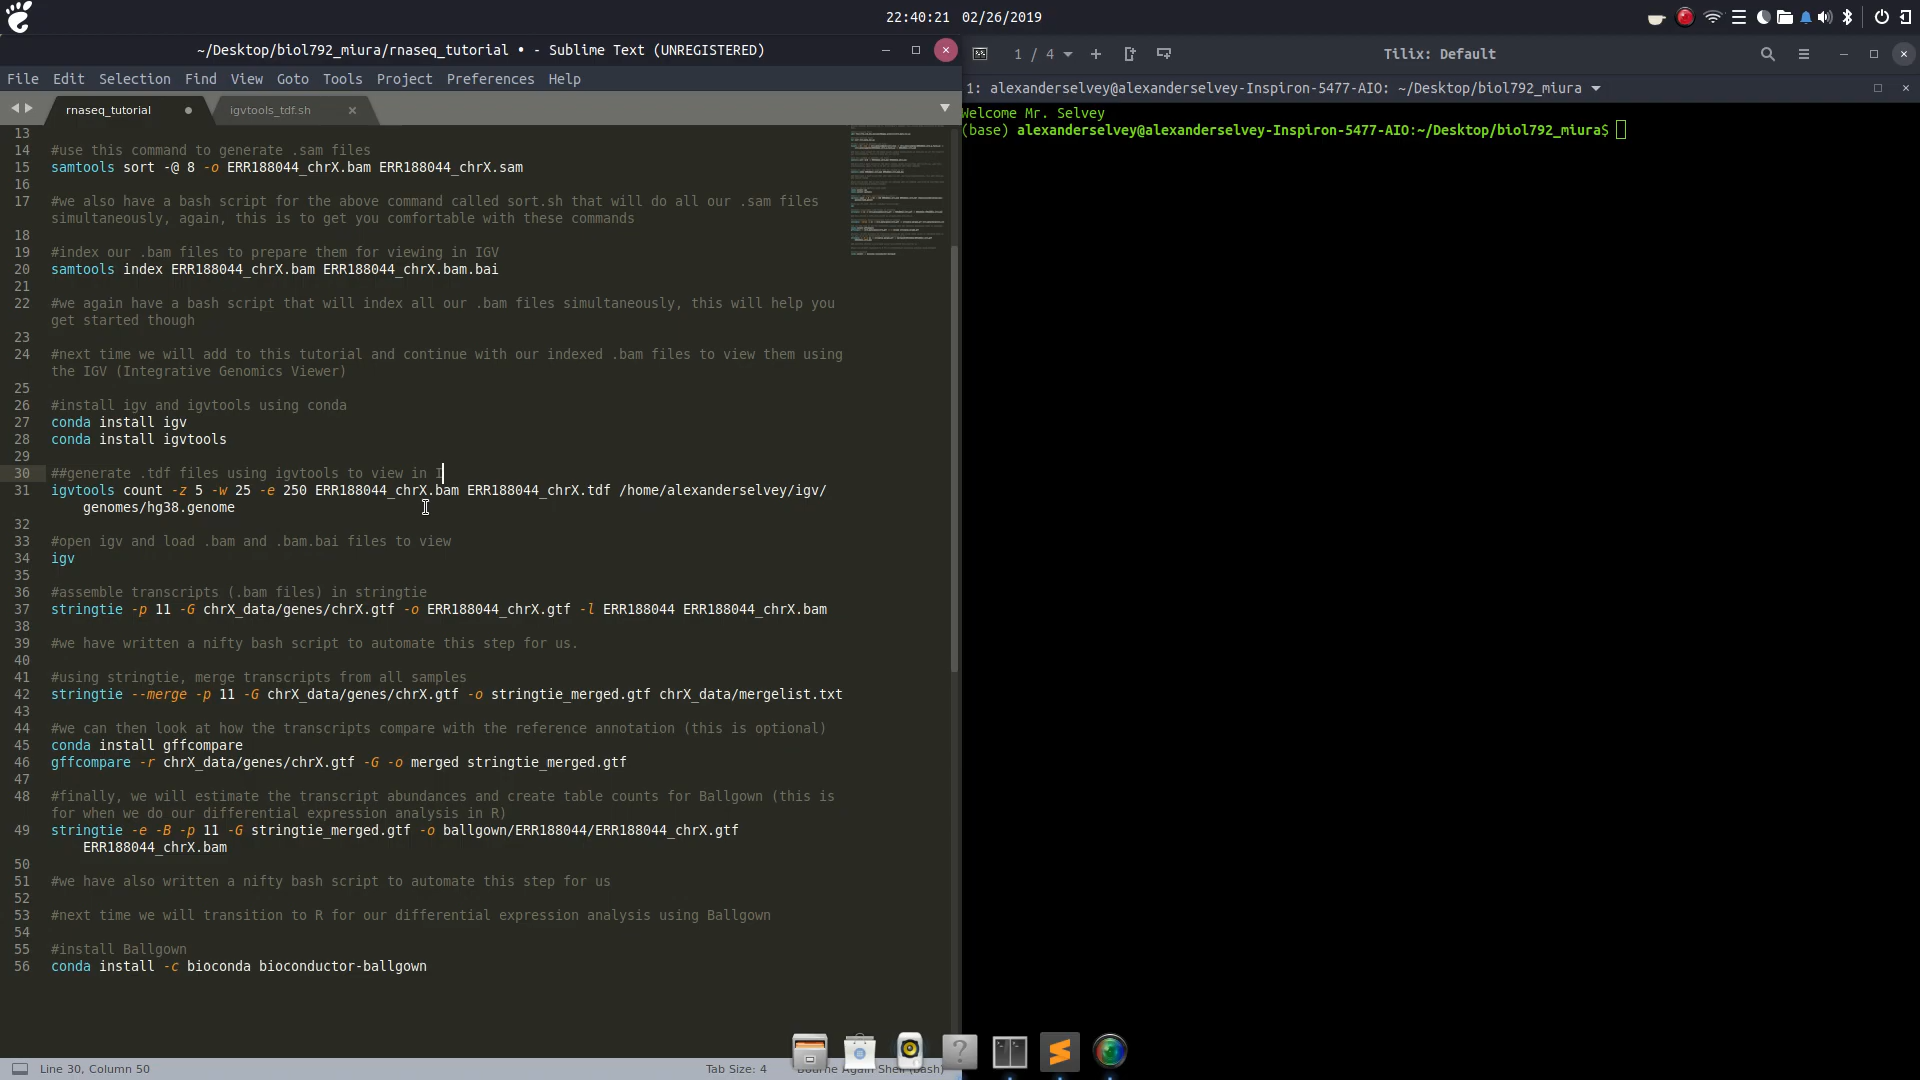 22:40:21 02/26/2019
~/Desktop/biol792_miura/rnaseq_tutorial • - Sublime Text (UNREGISTERED)
File Edit Selection Find View Goto Tools Project Preferences Help
rnaseq_tutorial
igvtools_tdf.sh
13
14 #use this command to generate .sam files
15 samtools sort -@ 8 -o ERR188044_chrX.bam ERR188044_chrX.sam
16
17 #we also have a bash script for the above command called sort.sh that will do all our .sam files
simultaneously, again, this is to get you comfortable with these commands
18
19 #index our .bam files to prepare them for viewing in IGV
20 samtools index ERR188044_chrX.bam ERR188044_chrX.bam.bai
21
22 #we again have a bash script that will index all our .bam files simultaneously, this will help you
get started though
23
24 #next time we will add to this tutorial and continue with our indexed .bam files to view them using
the IGV (Integrative Genomics Viewer)
25
26 #install igv and igvtools using conda
27 conda install igv
28 conda install igvtools
29
30 ##generate .tdf files using igvtools to view in I
31 igvtools count -z 5 -w 25 -e 250 ERR188044_chrX.bam ERR188044_chrX.tdf /home/alexanderselvey/igv/
genomes/hg38.genome
32
33 #open igv and load .bam and .bam.bai files to view
34 igv
35
36 #assemble transcripts (.bam files) in stringtie
37 stringtie -p 11 -G chrX_data/genes/chrX.gtf -o ERR188044_chrX.gtf -l ERR188044 ERR188044_chrX.bam
38
39 #we have written a nifty bash script to automate this step for us.
40
41 #using stringtie, merge transcripts from all samples
42 stringtie --merge -p 11 -G chrX_data/genes/chrX.gtf -o stringtie_merged.gtf chrX_data/mergelist.txt
43
44 #we can then look at how the transcripts compare with the reference annotation (this is optional)
45 conda install gffcompare
46 gffcompare -r chrX_data/genes/chrX.gtf -G -o merged stringtie_merged.gtf
47
48 #finally, we will estimate the transcript abundances and create table counts for Ballgown (this is
for when we do our differential expression analysis in R)
49 stringtie -e -B -p 11 -G stringtie_merged.gtf -o ballgown/ERR188044/ERR188044_chrX.gtf
ERR188044_chrX.bam
50
51 #we have also written a nifty bash script to automate this step for us
52
53 #next time we will transition to R for our differential expression analysis using Ballgown
54
55 #install Ballgown
56 conda install -c bioconda bioconductor-ballgown
Line 30, Column 50
Tab Size: 4
Bourne Again Shell (bash)
1 / 4
Tilix: Default
1: alexanderselvey@alexanderselvey-Inspiron-5477-AIO: ~/Desktop/biol792_miura
Welcome Mr. Selvey
(base) alexanderselvey@alexanderselvey-Inspiron-5477-AIO:~/Desktop/biol792_miura$